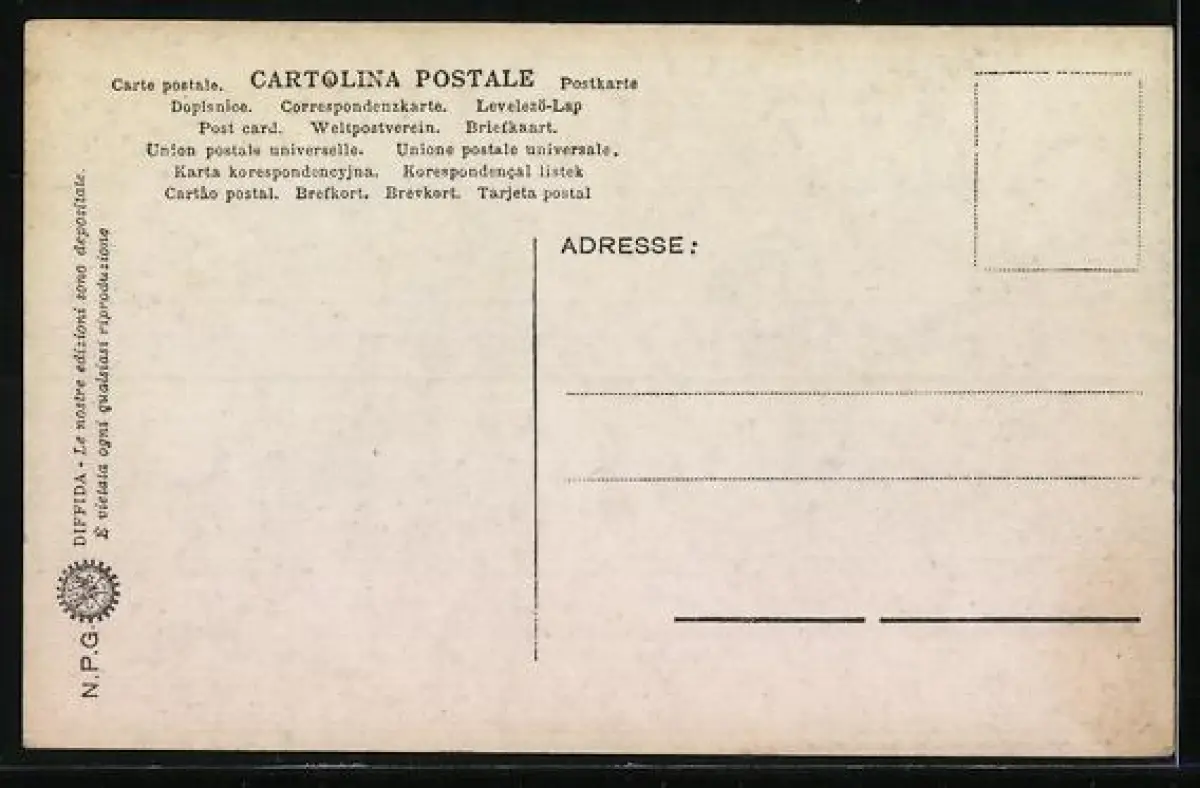 Carte postale. CARTOLINA POSTALE Postkarte
Dopisnice. Correspondenzkarte. Levelező-Lap
Post card. Weltpostverein. Briefkaart.
Union postale universelle. Unione postale universale.
Karta korespondencyjna. Korespondençal listek
Cartão postal. Brefkort. Brevkort. Tarjeta postal
ADRESSE:
DIFFIDA - Le nostre edizioni sono depositate.
È vietata ogni qualsiasi riproduzione
N.P.G.